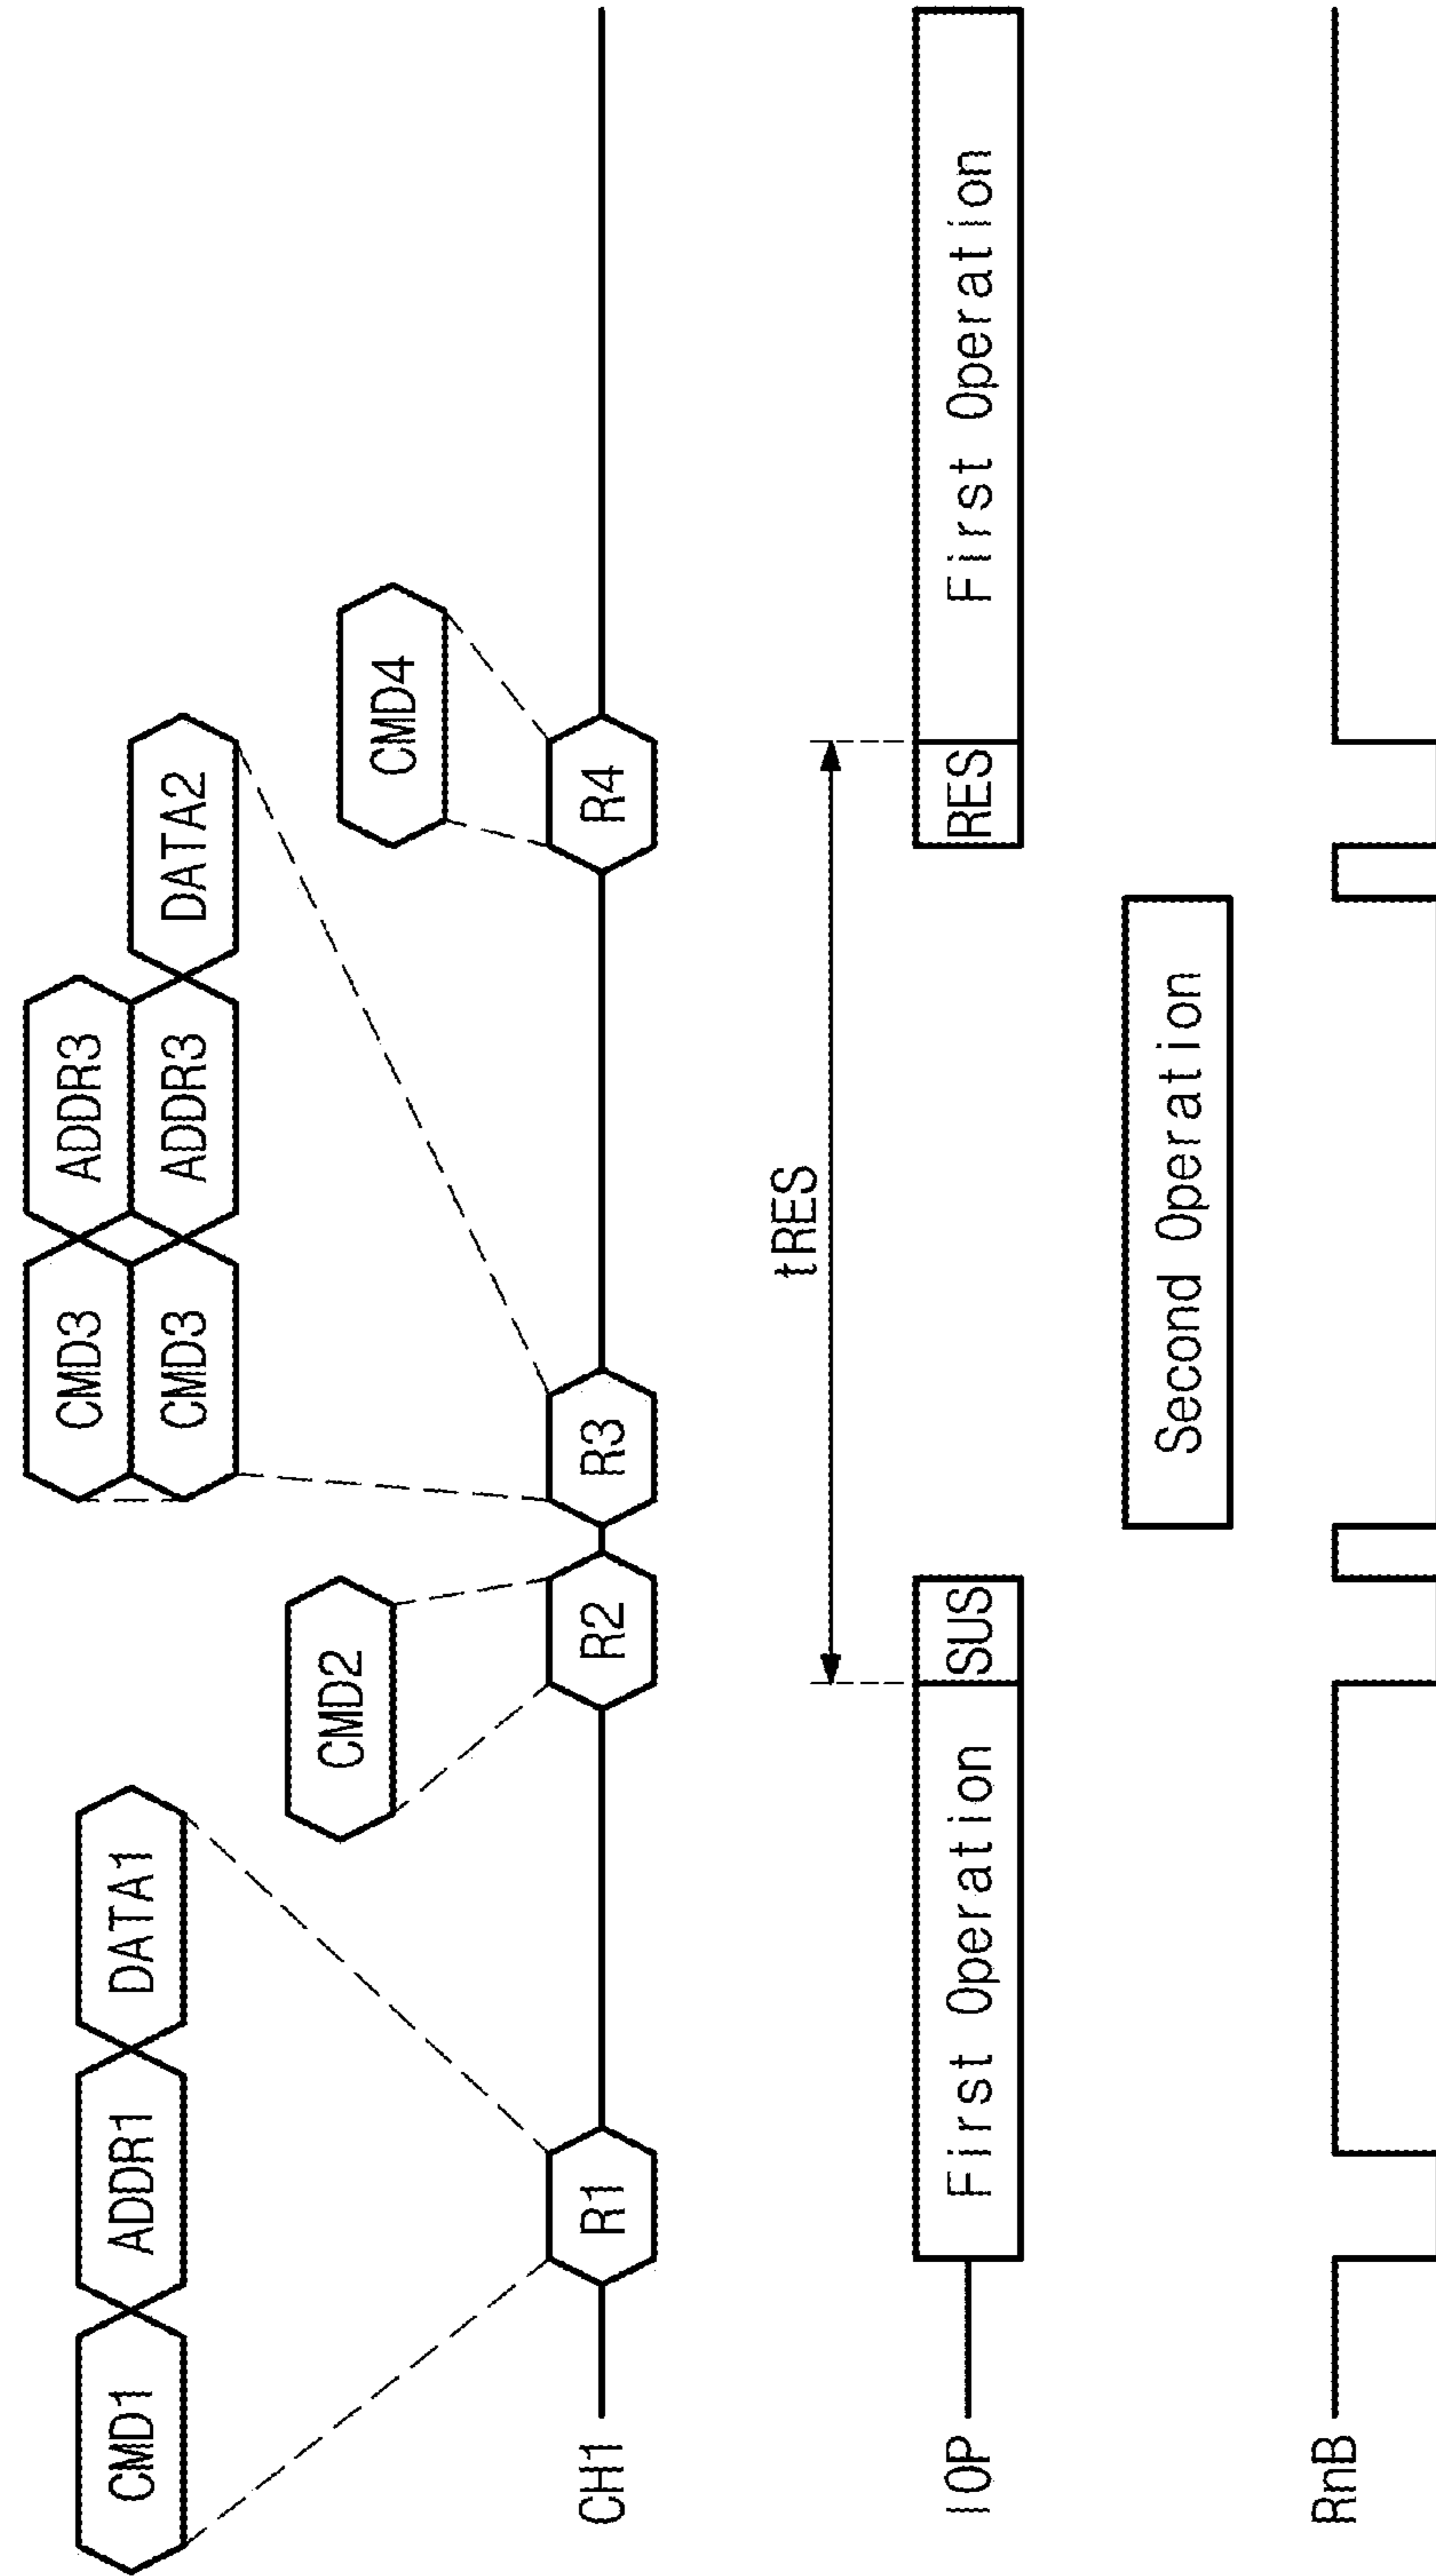 CMD3 ADDR3
CMD1 ADDR1 DATA1
CMD3 ADDR3 DATA2
CMD2
CMD4
CH1 R1 R2 R3 R4
tRES
IOP First Operation SUS RES First Operation
Second Operation
RnB